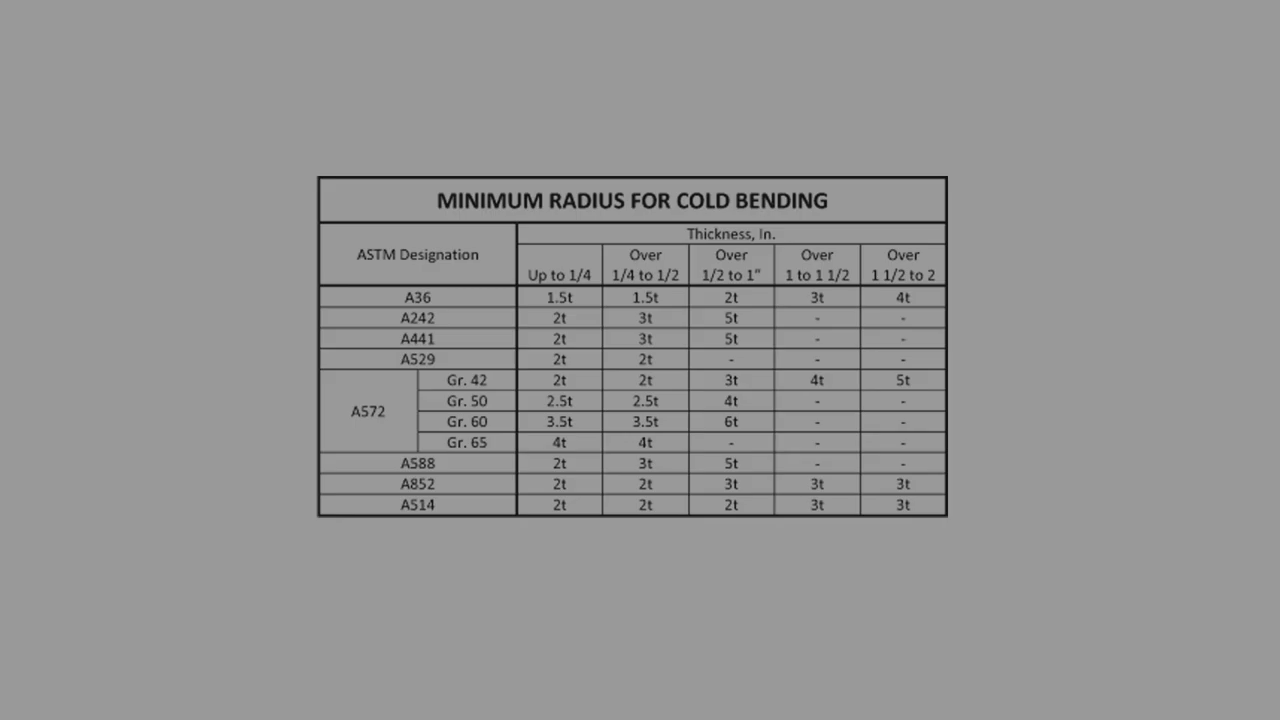 MINIMUM RADIUS FOR COLD BENDING
ASTM Designation
Thickness, In.
Up to 1/4
Over 1/4 to 1/2
Over 1/2 to 1"
Over 1 to 1 1/2
Over 1 1/2 to 2
A36 1.5t 1.5t 2t 3t 4t
A242 2t 3t 5t - -
A441 2t 3t 5t - -
A529 2t 2t - - -
A572
Gr. 42 2t 2t 3t 4t 5t
Gr. 50 2.5t 2.5t 4t - -
Gr. 60 3.5t 3.5t 6t - -
Gr. 65 4t 4t - - -
A588 2t 3t 5t - -
A852 2t 2t 3t 3t 3t
A514 2t 2t 2t 3t 3t